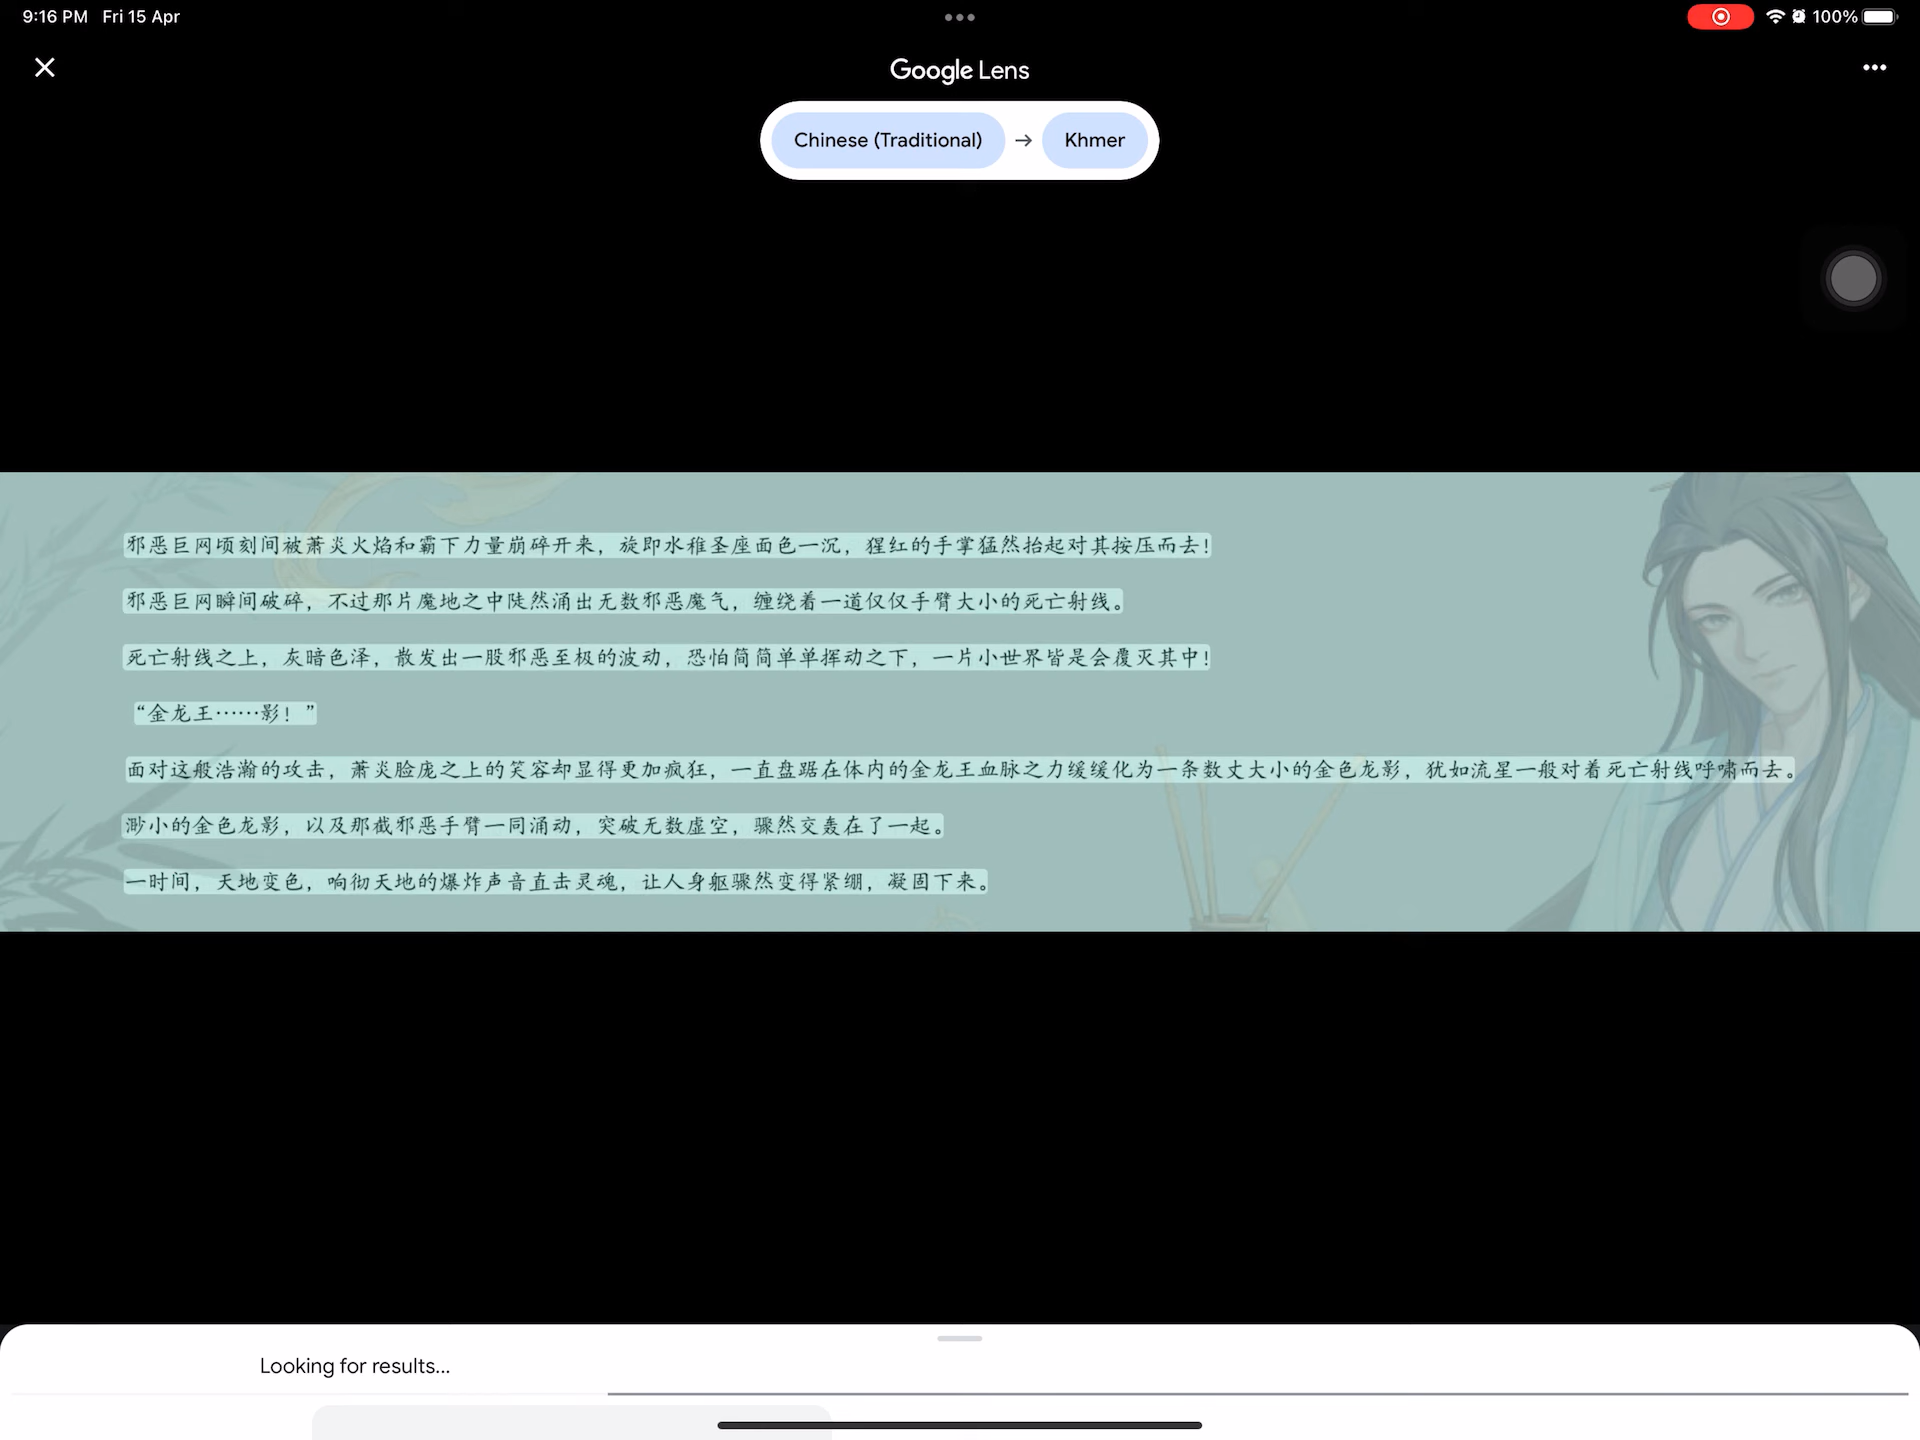 9:16 PM Fri 15 Apr
100%
Google Lens
Chinese (Traditional) → Khmer
邪恶巨网顷刻间被萧炎火焰和霸下力量崩碎开来，旋即水稚圣座面色一沉，猩红的手掌猛然抬起对其按压而去！
邪恶巨网瞬间破碎，不过那片魔地之中陡然涌出无数邪恶魔气，缠绕着一道仅仅手臂大小的死亡射线。
死亡射线之上，灰暗色泽，散发出一股邪恶至极的波动，恐怕简简单单挥动之下，一片小世界皆是会覆灭其中！
“金龙王……影！”
面对这般浩瀚的攻击，萧炎脸庞之上的笑容却显得更加疯狂，一直盘踞在体内的金龙王血脉之力缓缓化为一条数丈大小的金色龙影，犹如流星一般对着死亡射线呼啸而去。
渺小的金色龙影，以及那截邪恶手臂一同涌动，突破无数虚空，骤然交轰在了一起。
一时间，天地变色，响彻天地的爆炸声音直击灵魂，让人身躯骤然变得紧绷，凝固下来。
Looking for results...